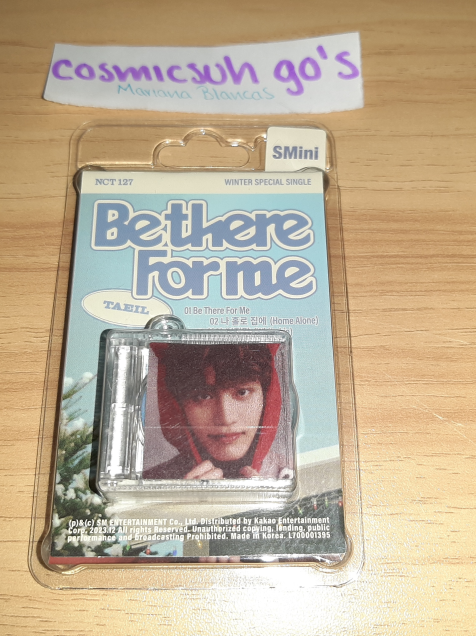 cosmicsuh go's
Mariana Blancas
SMini
NCT 127 WINTER SPECIAL SINGLE
Be there
For me
TAEIL
01 Be There For Me
02 나 홀로 집에 (Home Alone)
(p)&(c) SM ENTERTAINMENT Co., Ltd. Distributed by Kakao Entertainment
Corp. 2023.12 All rights Reserved. Unauthorized copying, lending, public
performance and broadcasting Prohibited. Made in Korea. L700001395